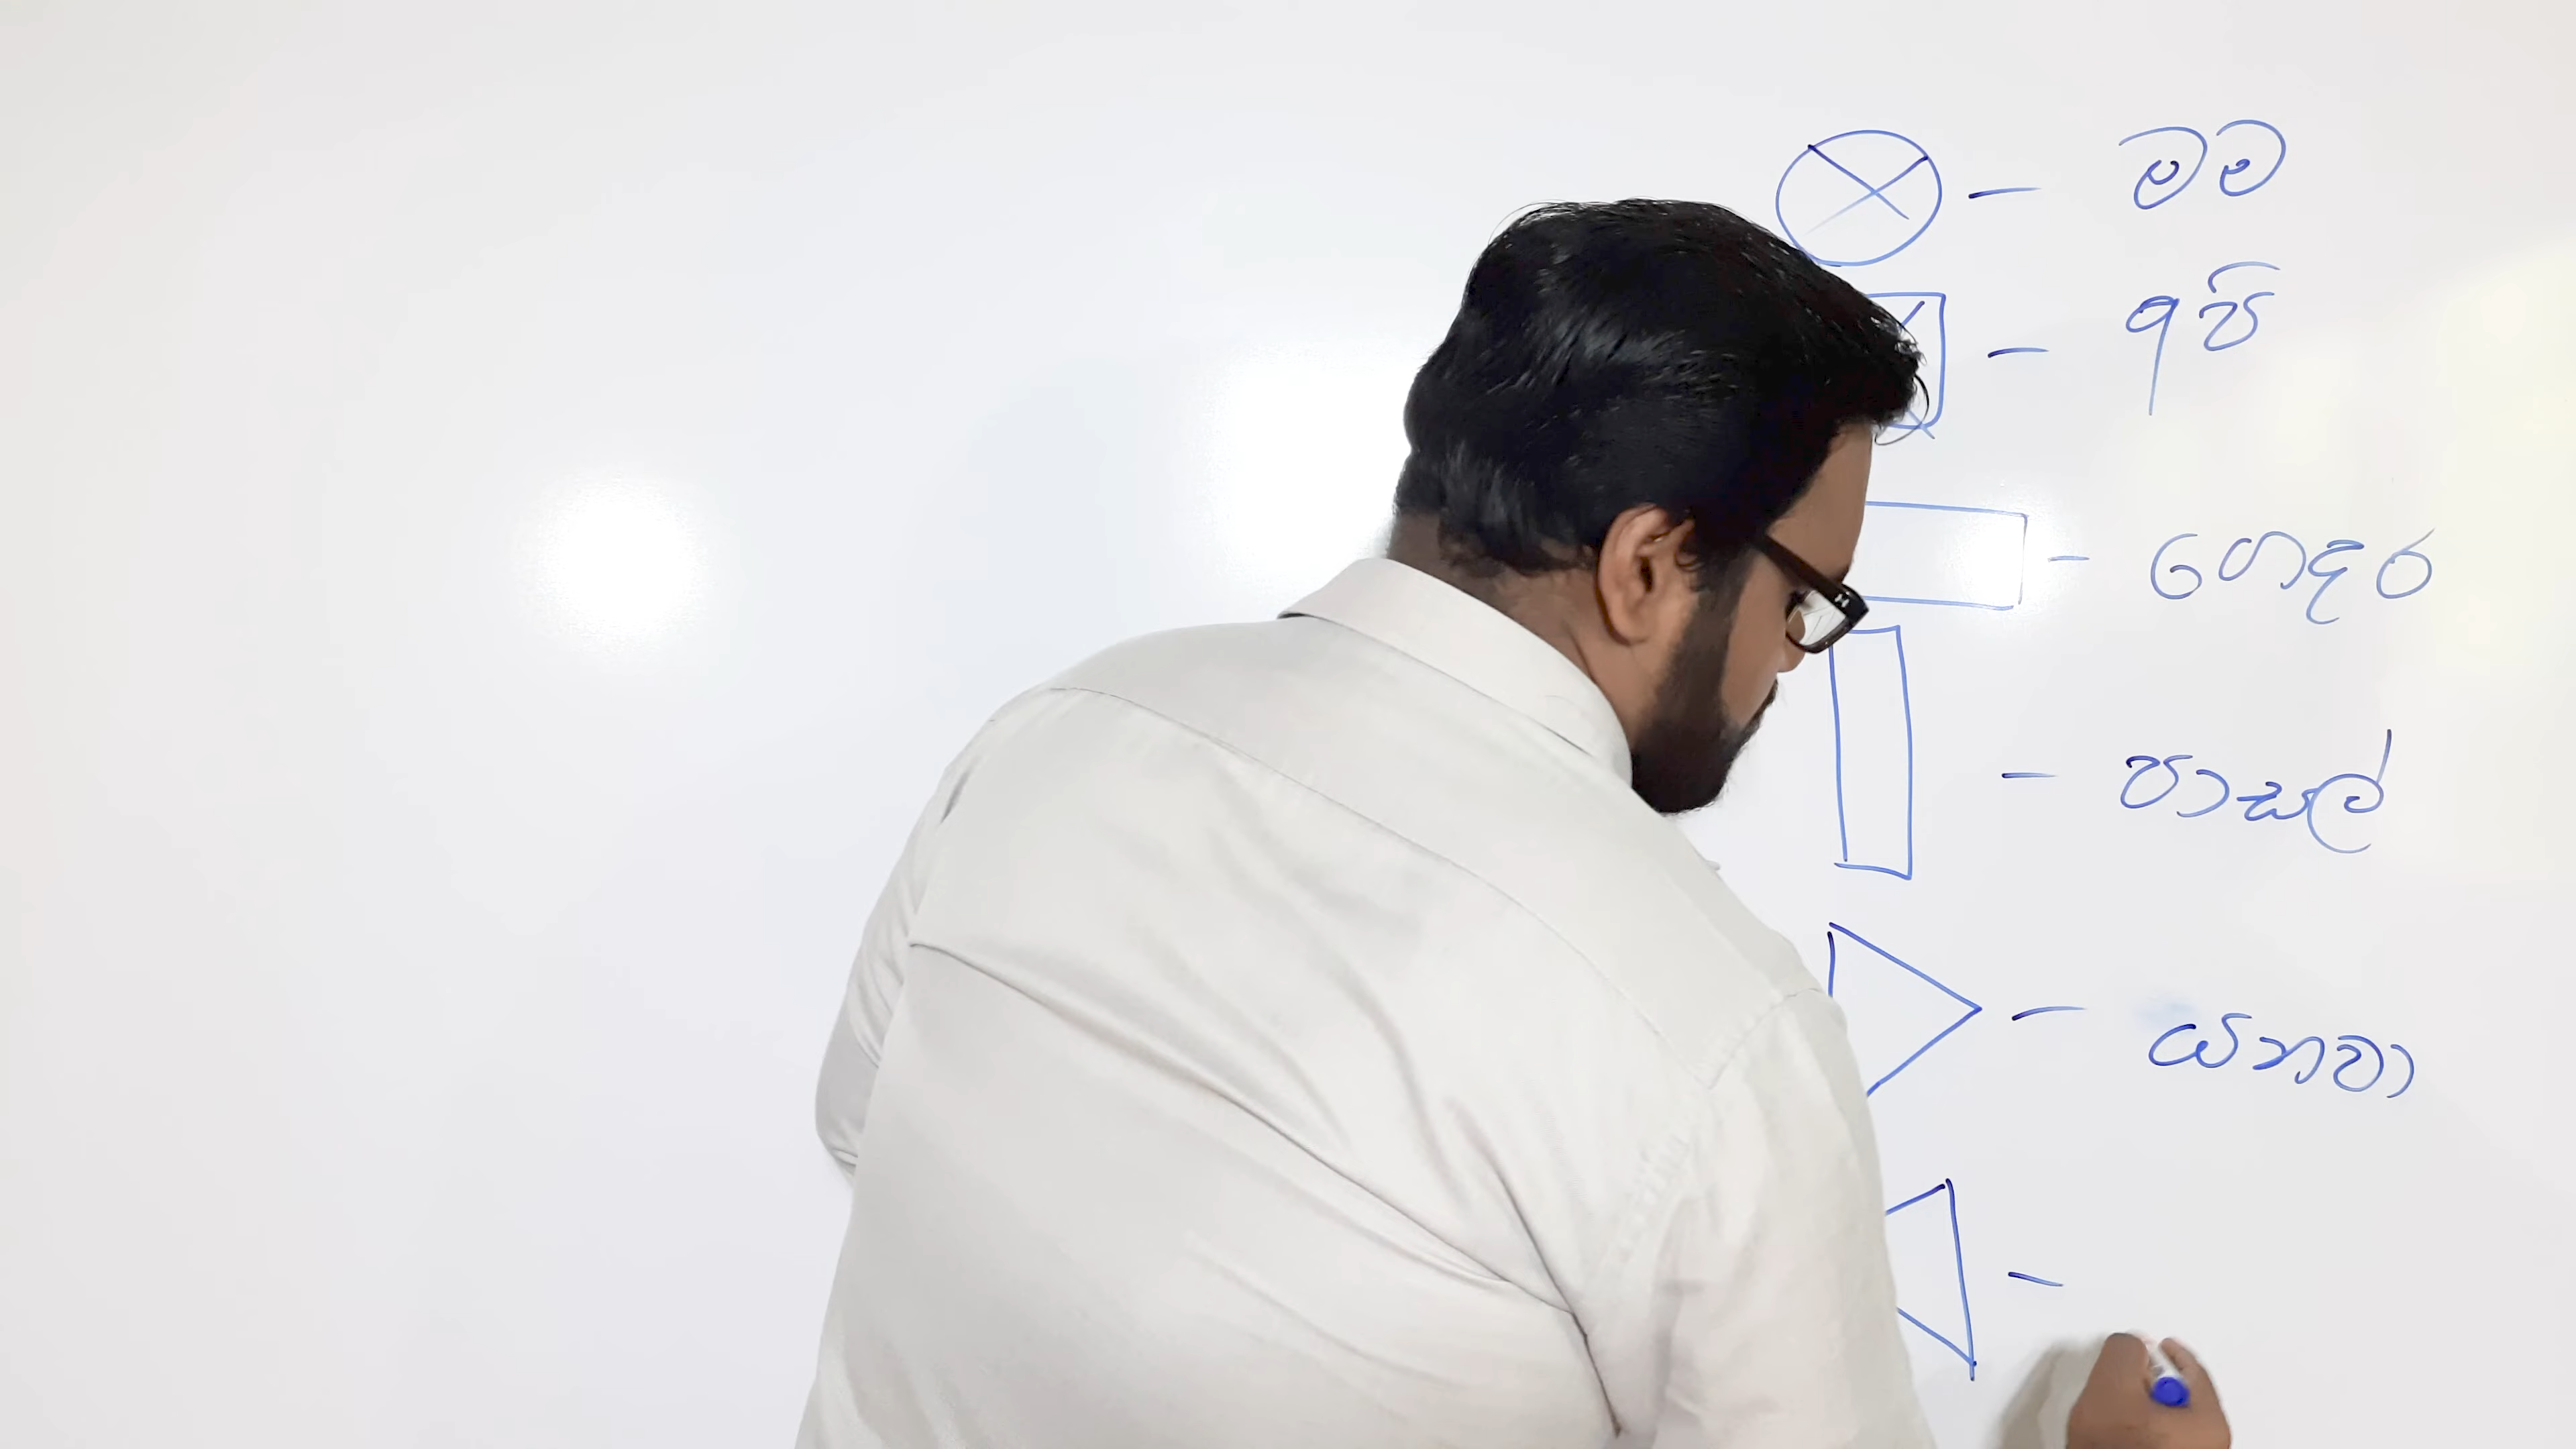 – මම
– අපි
– ගෙදර
– පාසල්
– යනවා
–